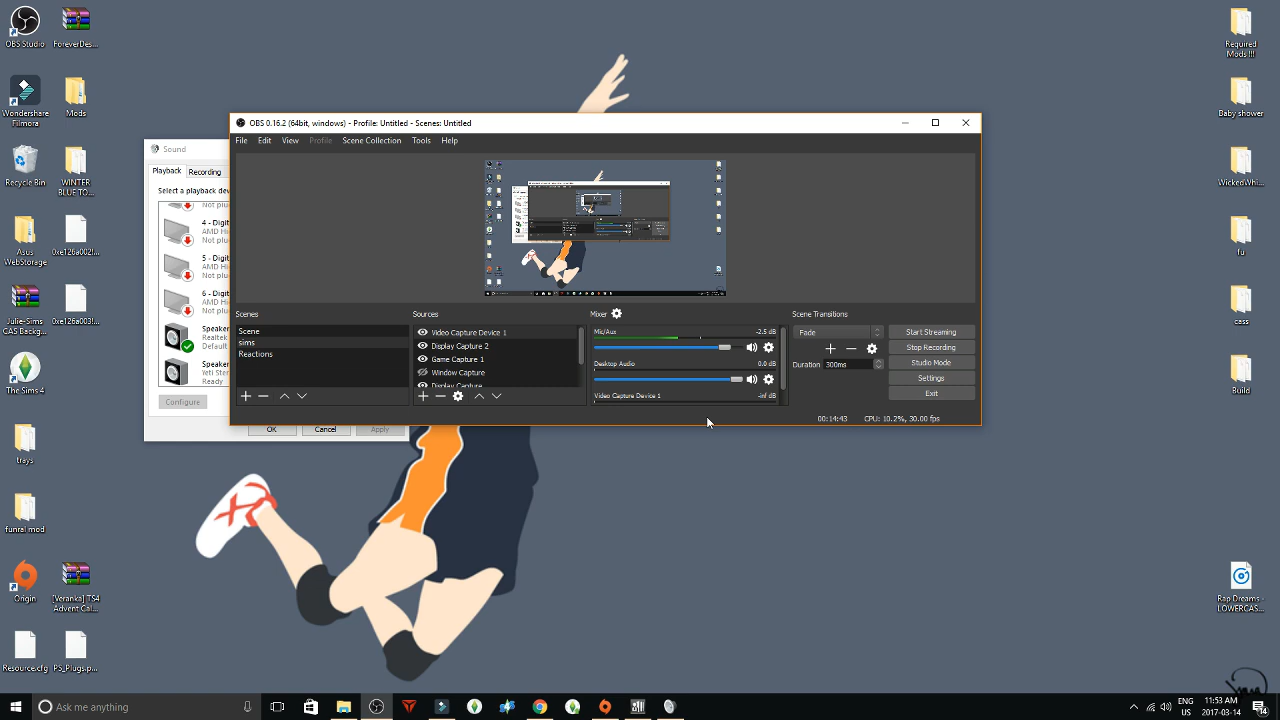 OBS Studio
ForeverDes...
Wondershare Filmora
Mods
Recycle Bin
WINTER BLUE TO...
Asus WebStorage
0xe126a002!...
Julie-Sims CAS Backg...
0xe126a003!...
The Sims 4
trays
funral mod
Origin
[Veranka] TS4 Advent Cal...
Resource.cfg
PS_Plugs.p...
Sound
Playback
Recording
Select a playback dev
4 - Digit
AMD Hi
Not plu
5 - Digit
AMD Hi
Not plu
6 - Digit
AMD Hi
Not plu
Speaker
Realtek
Default
Speaker
Yeti Ster
Ready
Configure
OK
Cancel
Apply
OBS 0.16.2 (64bit, windows) - Profile: Untitled - Scenes: Untitled
File Edit View Profile Scene Collection Tools Help
Scenes
Scene
sims
Reactions
Sources
Video Capture Device 1
Display Capture 2
Game Capture 1
Window Capture
Display Capture
Mixer
Mic/Aux -2.5 dB
Desktop Audio 0.0 dB
Video Capture Device 1 -inf dB
Scene Transitions
Fade
Duration 300ms
Start Streaming
Stop Recording
Studio Mode
Settings
Exit
00:14:43 CPU: 10.2%, 30.00 fps
Required Mods !!!
Baby shower
WickedWhi...
fu
cass
Build
Rap Dreams - LOWERCAS...
Ask me anything
ENG
US
11:53 AM
2017-03-14
14